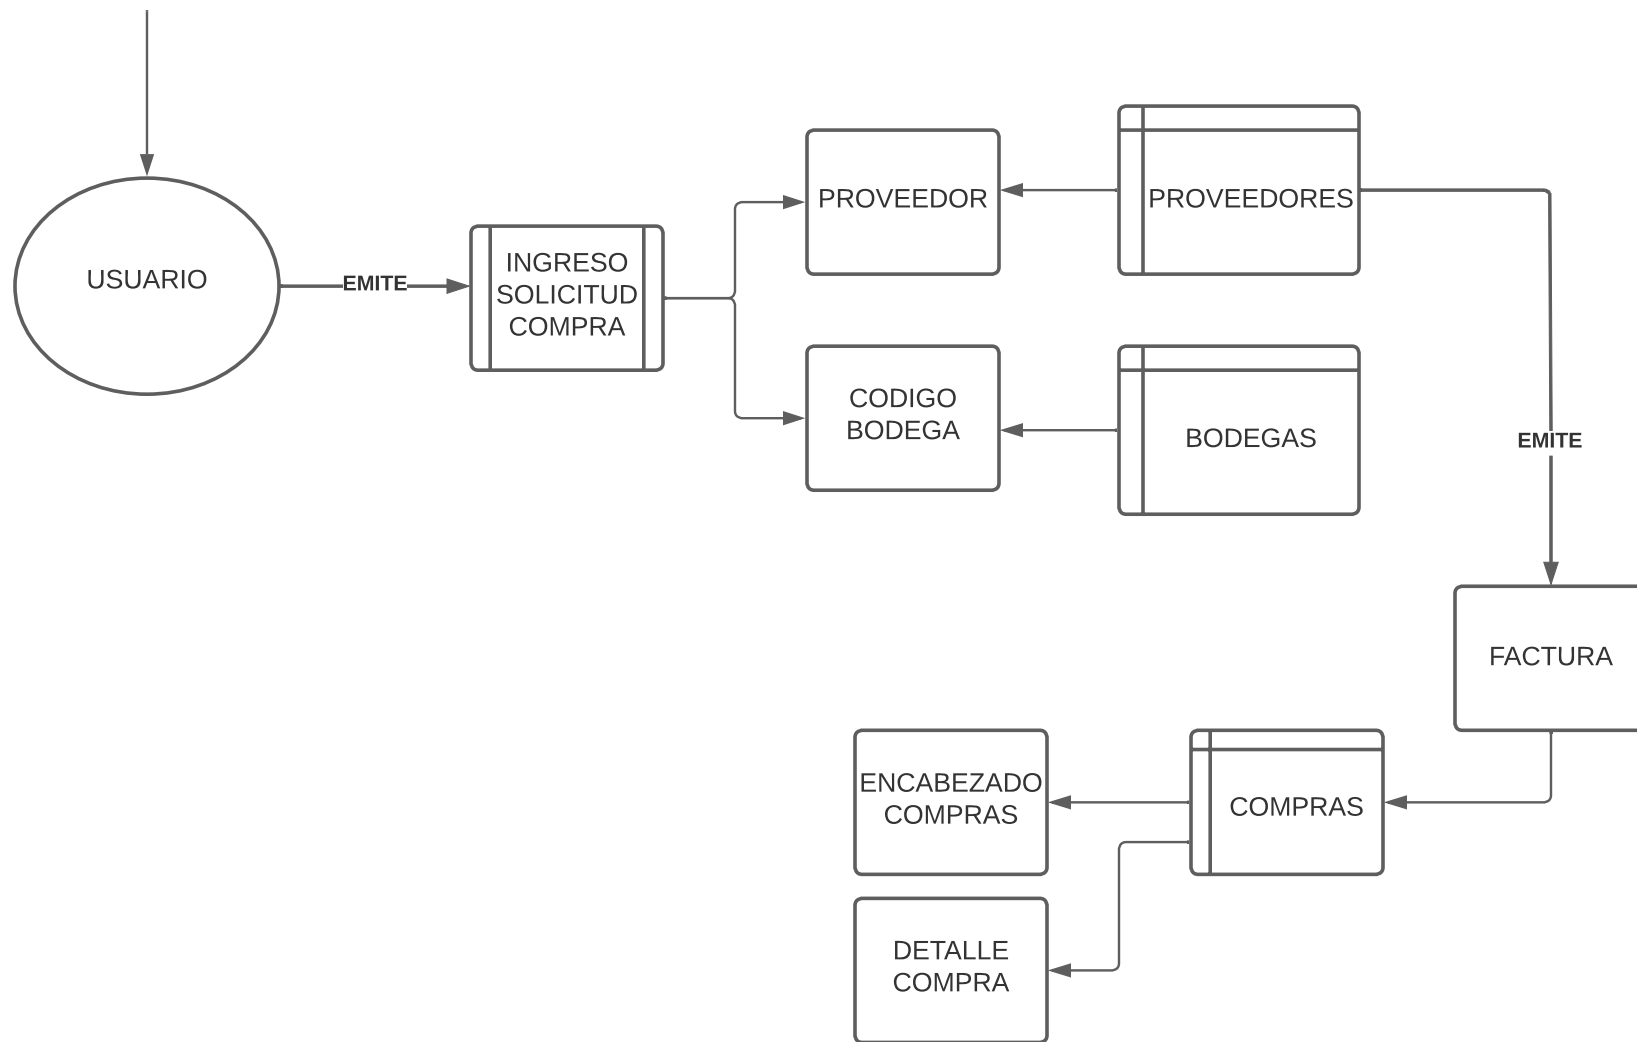 USUARIO
EMITE
INGRESO
SOLICITUD
COMPRA
PROVEEDOR
PROVEEDORES
CODIGO
BODEGA
BODEGAS
EMITE
FACTURA
ENCABEZADO
COMPRAS
COMPRAS
DETALLE
COMPRA